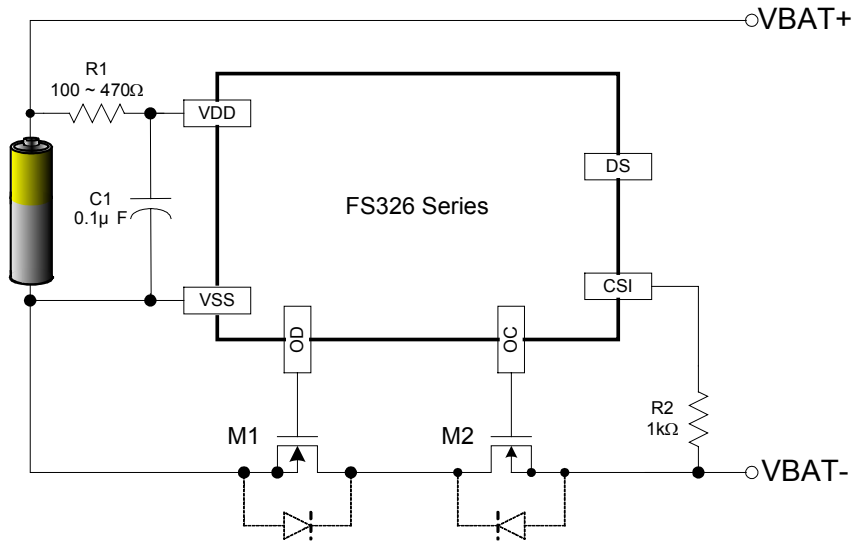 VBAT+
R1
100 ~ 470Ω
VDD
DS
C1
0.1µ F
FS326 Series
CSI
VSS
OD
OC
R2
1kΩ
M1
M2
VBAT-